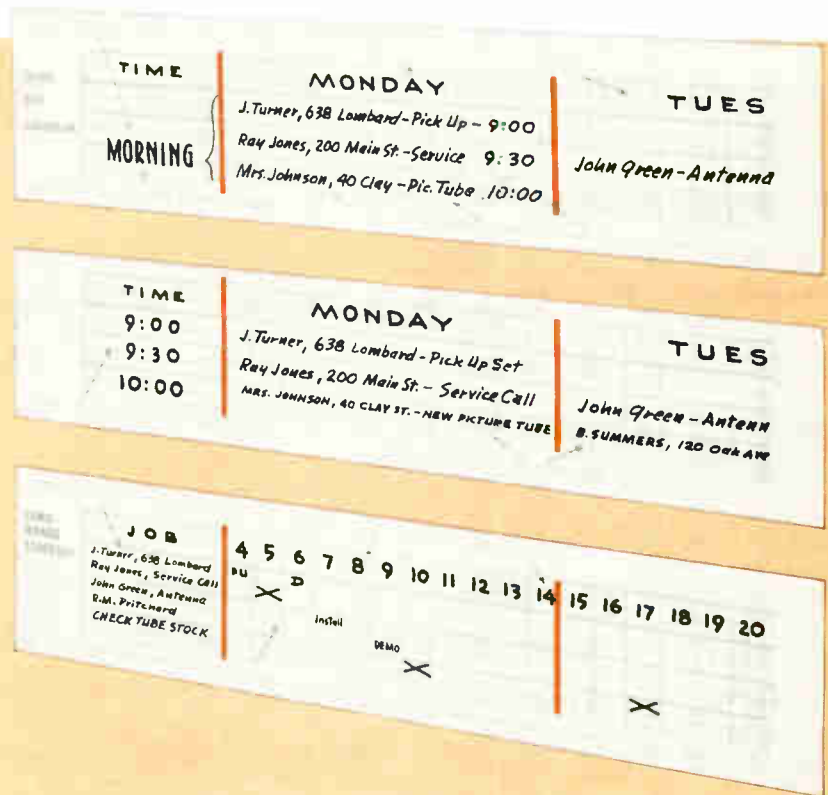 TIME MONDAY TUES
J. Turner, 638 Lombard - Pick Up - 9:00
MORNING Ray Jones, 200 Main St. - Service 9:30 John Green - Antenna
Mrs. Johnson, 40 Clay - Pic. Tube 10:00
TIME MONDAY TUES
9:00 J. Turner, 638 Lombard - Pick Up Set
9:30 Ray Jones, 200 Main St. - Service Call John Green - Antenn
10:00 MRS. JOHNSON, 40 CLAY ST. - NEW PICTURE TUBE B. SUMMERS, 120 Oak Ave
JOB 4 5 6 7 8 9 10 11 12 13 14 15 16 17 18 19 20
J. Turner, 638 Lombard PU D
Ray Jones, Service Call X
John Green, Antenna Install
R.M. Pritchard DEMO
CHECK TUBE STOCK X X